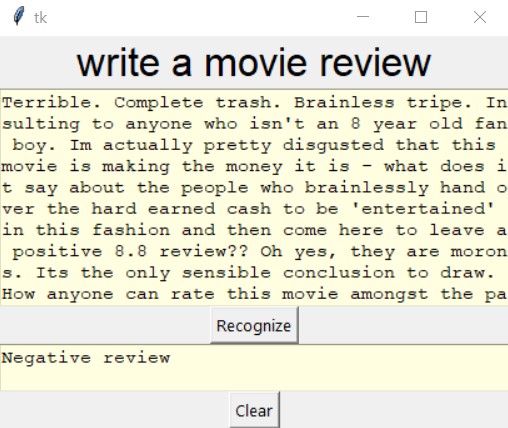 tk
write a movie review
Terrible. Complete trash. Brainless tripe. In
sulting to anyone who isn't an 8 year old fan
 boy. Im actually pretty disgusted that this
movie is making the money it is - what does i
t say about the people who brainlessly hand o
ver the hard earned cash to be 'entertained'
in this fashion and then come here to leave a
 positive 8.8 review?? Oh yes, they are moron
s. Its the only sensible conclusion to draw.
How anyone can rate this movie amongst the pa
Recognize
Negative review
Clear